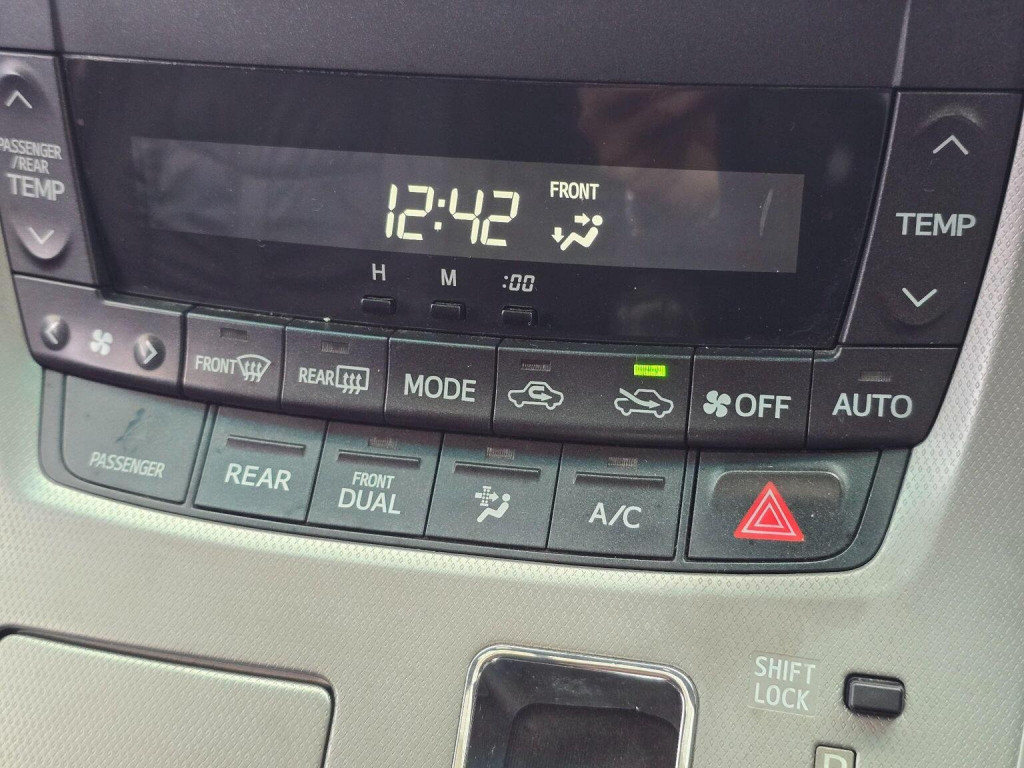 PASSENGER
/REAR
TEMP
12:42
FRONT
H
M
:00
TEMP
FRONT
REAR
MODE
OFF
AUTO
PASSENGER
REAR
FRONT
DUAL
A/C
SHIFT
LOCK